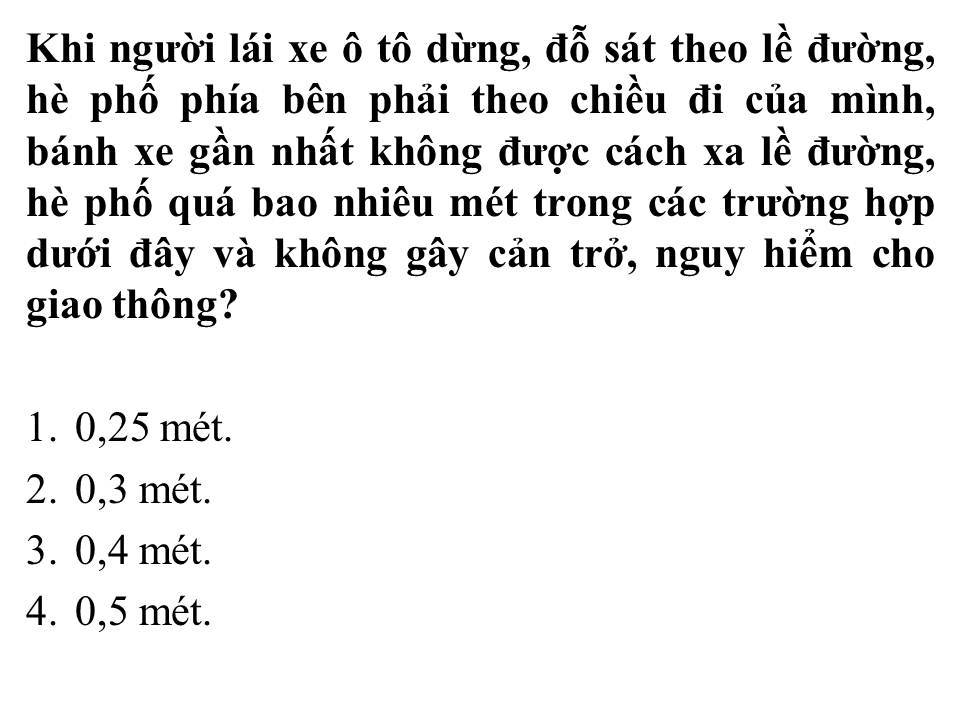 Khi người lái xe ô tô dừng, đỗ sát theo lề đường,
hè phố phía bên phải theo chiều đi của mình,
bánh xe gần nhất không được cách xa lề đường,
hè phố quá bao nhiêu mét trong các trường hợp
dưới đây và không gây cản trở, nguy hiểm cho
giao thông?
1. 0,25 mét.
2. 0,3 mét.
3. 0,4 mét.
4. 0,5 mét.